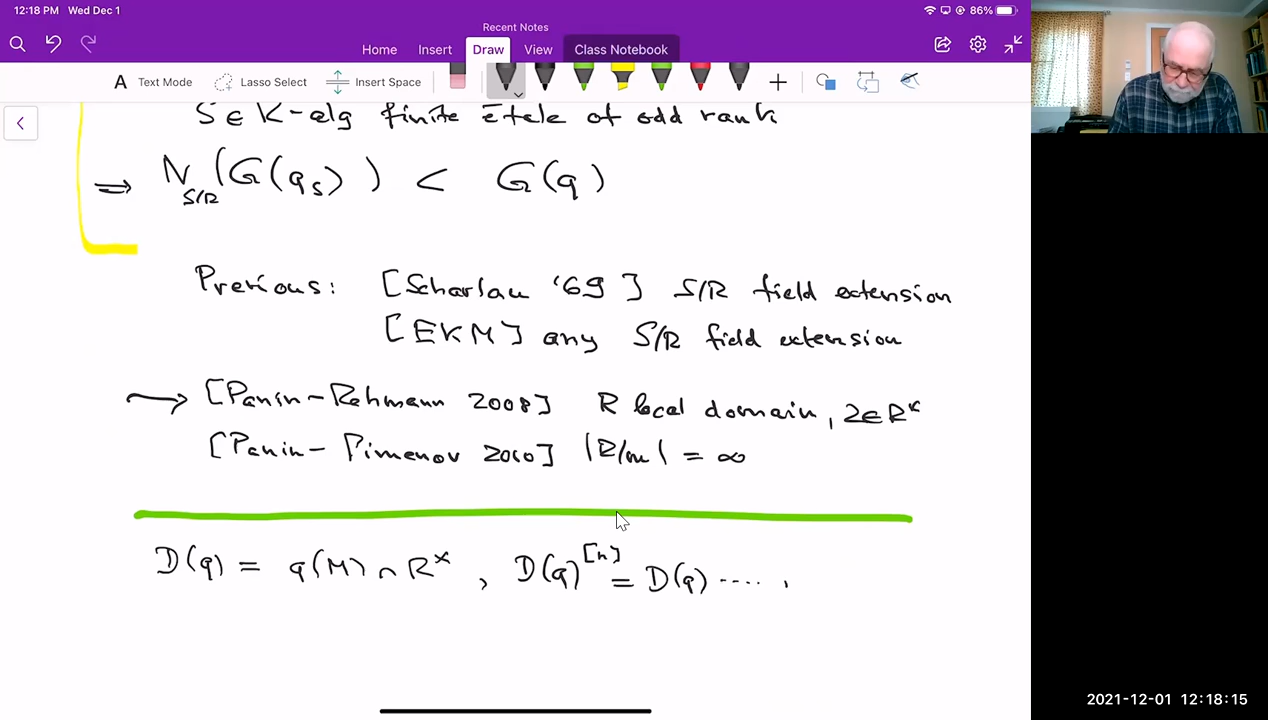 12:18 PM Wed Dec 1
86%
Recent Notes
Home Insert Draw View Class Notebook
Text Mode Lasso Select Insert Space
S ∈ K-alg finite étale of odd rank
⇒ N_{S/R} (G(q_S)) < G(q)
Previous: [Scharlau '69] S/R field extension
[EKM] any S/R field extension
→ [Panin-Rehmann 2008] R local domain, 2∈R^x
[Panin-Pimenov 2010] |R/m| = ∞
D(q) = q(M) ∩ R^x, D(q)^{[n]} = D(q) ....,
2021-12-01 12:18:15